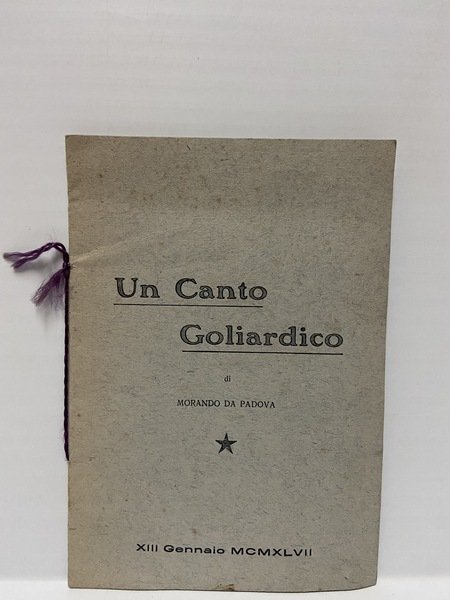 Un Canto
Goliardico
di
MORANDO DA PADOVA
XIII Gennaio MCMXLVII